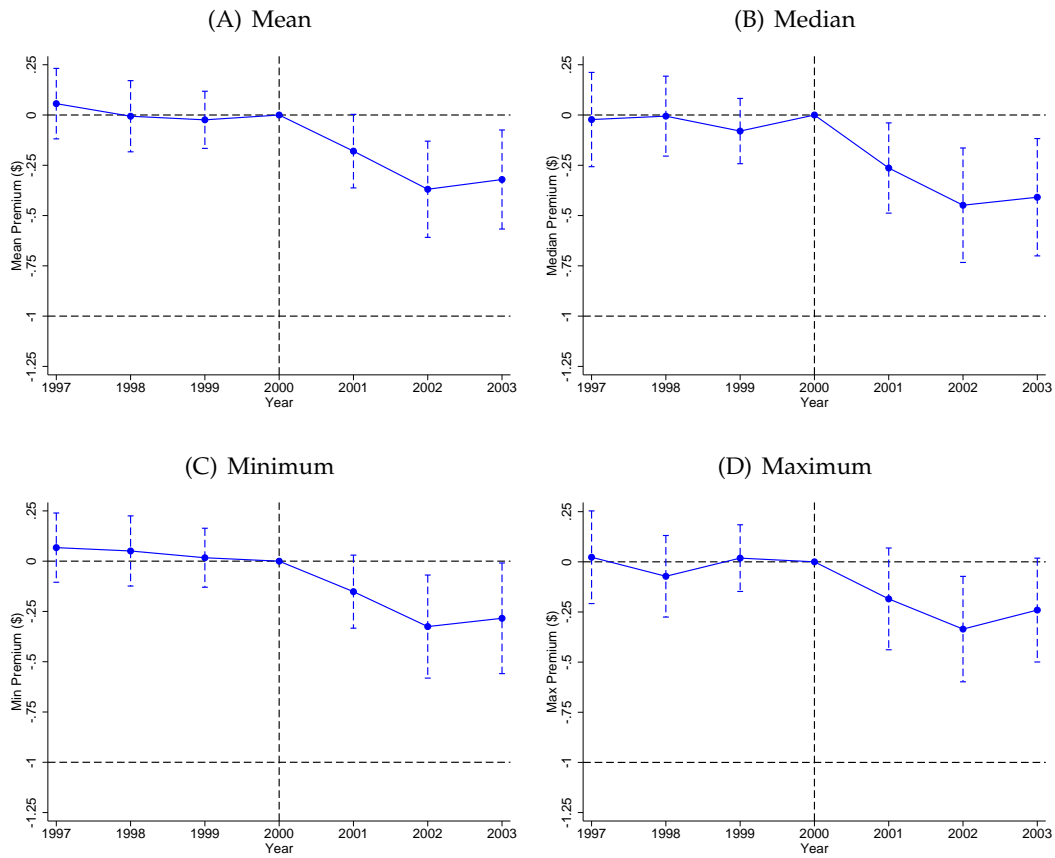 (A) Mean
Mean Premium ($)
.25
0
-.25
-.5
-.75
-1
-1.25
1997 1998 1999 2000 2001 2002 2003
Year
(B) Median
Median Premium ($)
.25
0
-.25
-.5
-.75
-1
-1.25
1997 1998 1999 2000 2001 2002 2003
Year
(C) Minimum
Min Premium ($)
.25
0
-.25
-.5
-.75
-1
-1.25
1997 1998 1999 2000 2001 2002 2003
Year
(D) Maximum
Max Premium ($)
.25
0
-.25
-.5
-.75
-1
-1.25
1997 1998 1999 2000 2001 2002 2003
Year